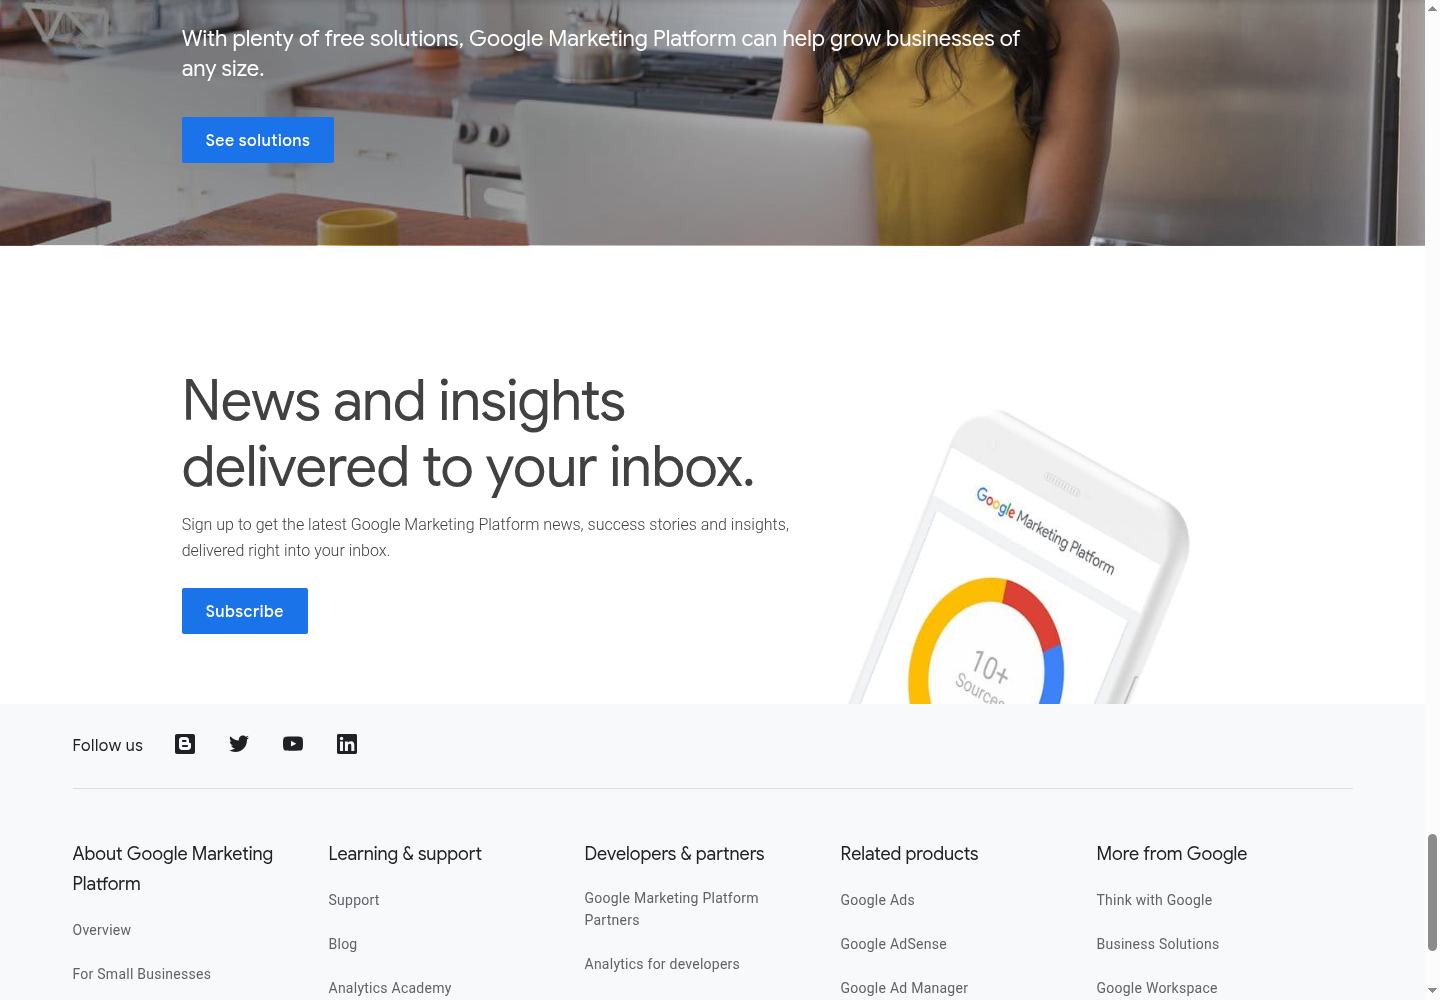 With plenty of free solutions, Google Marketing Platform can help grow businesses of
any size.
See solutions
News and insights
delivered to your inbox.
Sign up to get the latest Google Marketing Platform news, success stories and insights,
delivered right into your inbox.
Subscribe
Google Marketing Platform
10+
Sources
Follow us
About Google Marketing
Platform
Overview
For Small Businesses
Learning & support
Support
Blog
Analytics Academy
Developers & partners
Google Marketing Platform
Partners
Analytics for developers
Related products
Google Ads
Google AdSense
Google Ad Manager
More from Google
Think with Google
Business Solutions
Google Workspace